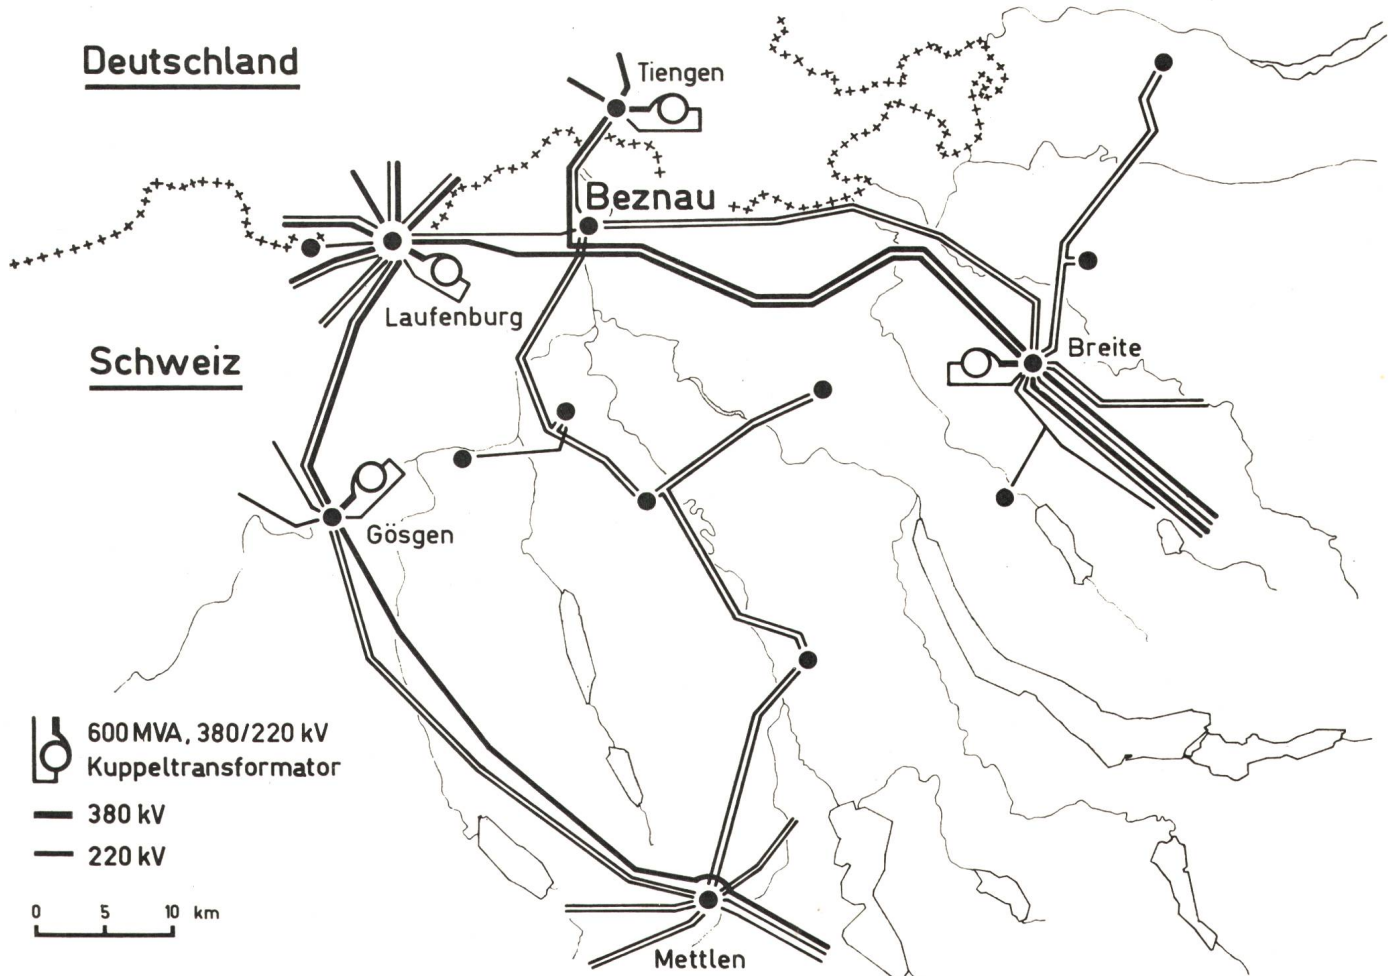 Deutschland
Tiengen
Beznau
Laufenburg
Schweiz
Breite
Gösgen
600 MVA, 380/220 kV
Kuppeltransformator
380 kV
220 kV
0 5 10 km
Mettlen